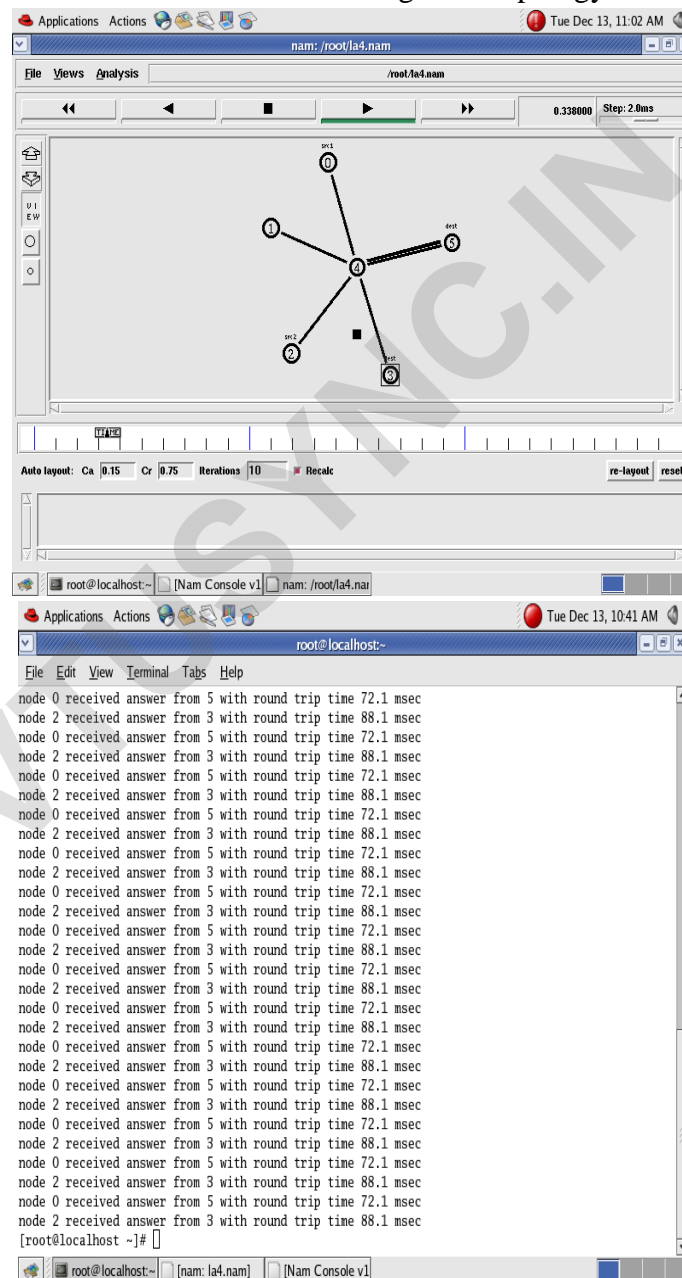 Applications Actions Tue Dec 13, 11:02 AM
nam: /root/la4.nam
File Views Analysis /root/la4.nam
0.338000 Step: 2.0ms
VIEW
src1
0
1
dest
5
4
src2
2
3
TIME
Auto layout: Ca 0.15 Cr 0.75 Iterations 10 Recalc re-layout reset
root@localhost:~ [Nam Console v1 nam: /root/la4.nar
Applications Actions Tue Dec 13, 10:41 AM
root@localhost:~
File Edit View Terminal Tabs Help
node 0 received answer from 5 with round trip time 72.1 msec
node 2 received answer from 3 with round trip time 88.1 msec
node 0 received answer from 5 with round trip time 72.1 msec
node 2 received answer from 3 with round trip time 88.1 msec
node 0 received answer from 5 with round trip time 72.1 msec
node 2 received answer from 3 with round trip time 88.1 msec
node 0 received answer from 5 with round trip time 72.1 msec
node 2 received answer from 3 with round trip time 88.1 msec
node 0 received answer from 5 with round trip time 72.1 msec
node 2 received answer from 3 with round trip time 88.1 msec
node 0 received answer from 5 with round trip time 72.1 msec
node 2 received answer from 3 with round trip time 88.1 msec
node 0 received answer from 5 with round trip time 72.1 msec
node 2 received answer from 3 with round trip time 88.1 msec
node 0 received answer from 5 with round trip time 72.1 msec
node 2 received answer from 3 with round trip time 88.1 msec
node 0 received answer from 5 with round trip time 72.1 msec
node 2 received answer from 3 with round trip time 88.1 msec
node 0 received answer from 5 with round trip time 72.1 msec
node 2 received answer from 3 with round trip time 88.1 msec
node 0 received answer from 5 with round trip time 72.1 msec
node 2 received answer from 3 with round trip time 88.1 msec
node 0 received answer from 5 with round trip time 72.1 msec
node 2 received answer from 3 with round trip time 88.1 msec
node 0 received answer from 5 with round trip time 72.1 msec
node 2 received answer from 3 with round trip time 88.1 msec
node 0 received answer from 5 with round trip time 72.1 msec
node 2 received answer from 3 with round trip time 88.1 msec
[root@localhost ~]#
root@localhost:~ [nam: la4.nam] [Nam Console v1
VTUSYNC.IN